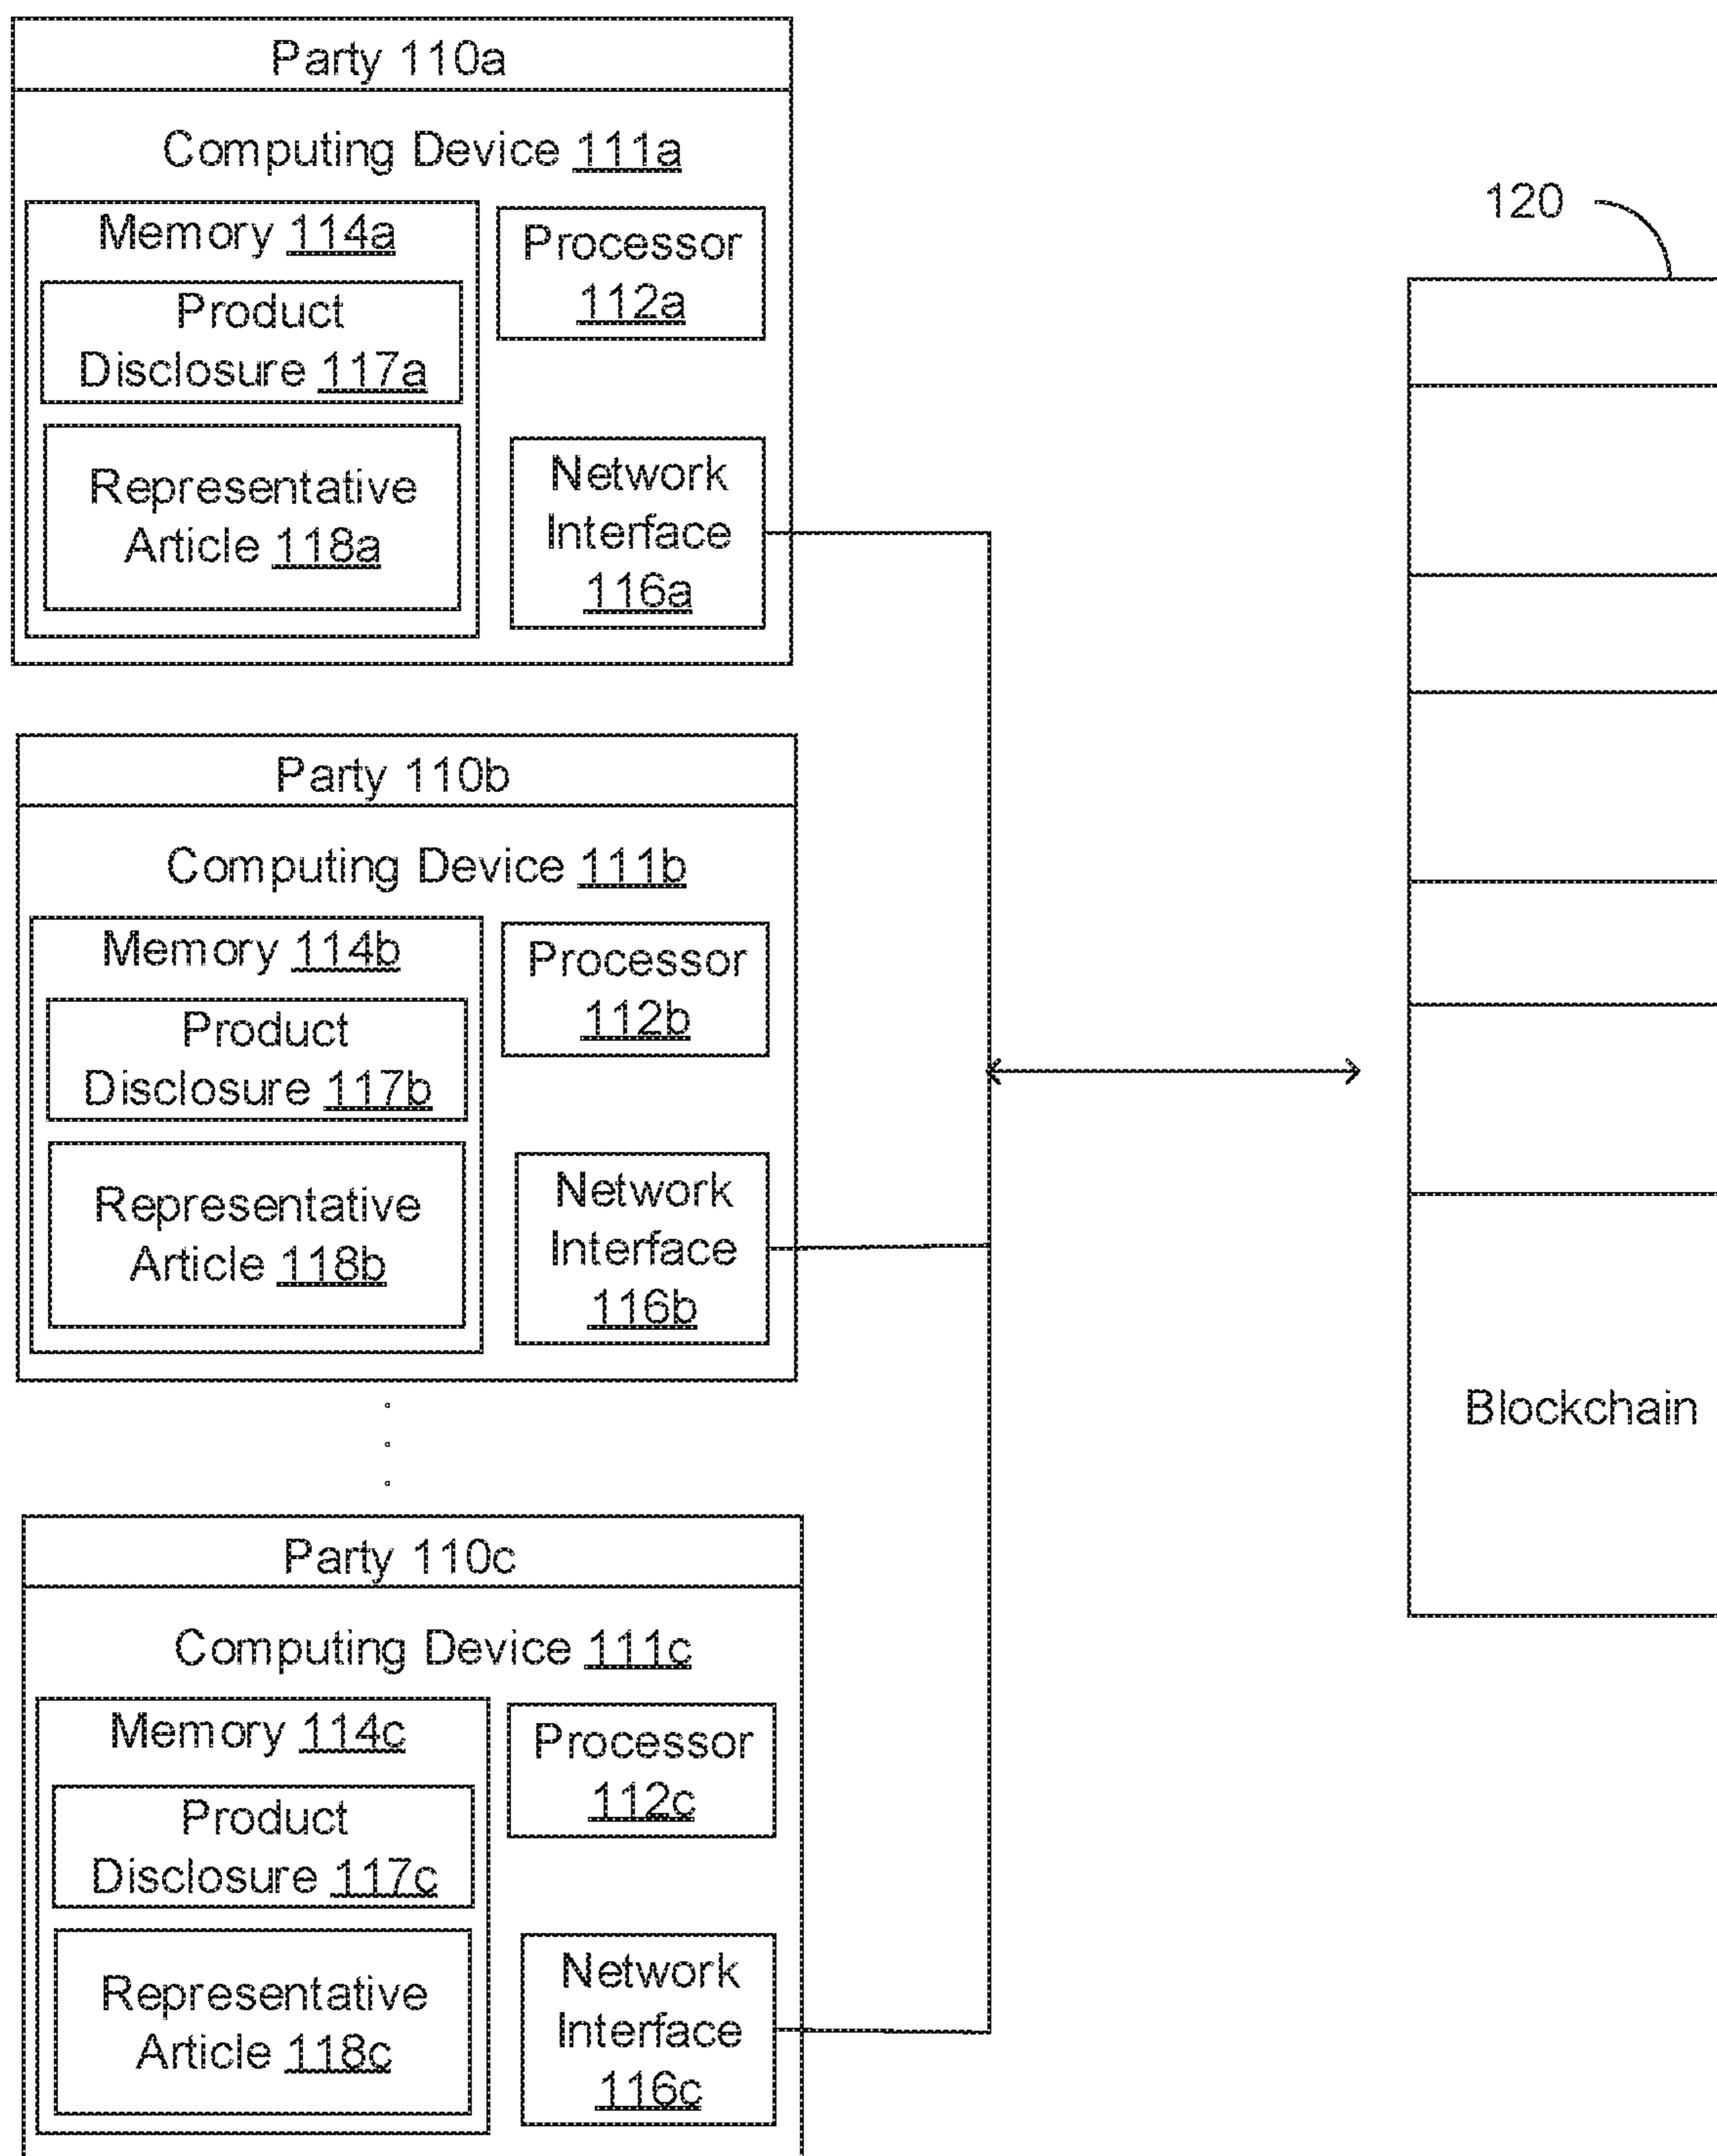 Party 110a
Computing Device 111a
Memory 114a
Product
Disclosure 117a
Representative
Article 118a
Processor
112a
Network
Interface
116a
Party 110b
Computing Device 111b
Memory 114b
Product
Disclosure 117b
Representative
Article 118b
Processor
112b
Network
Interface
116b
Party 110c
Computing Device 111c
Memory 114c
Product
Disclosure 117c
Representative
Article 118c
Processor
112c
Network
Interface
116c
120
Blockchain